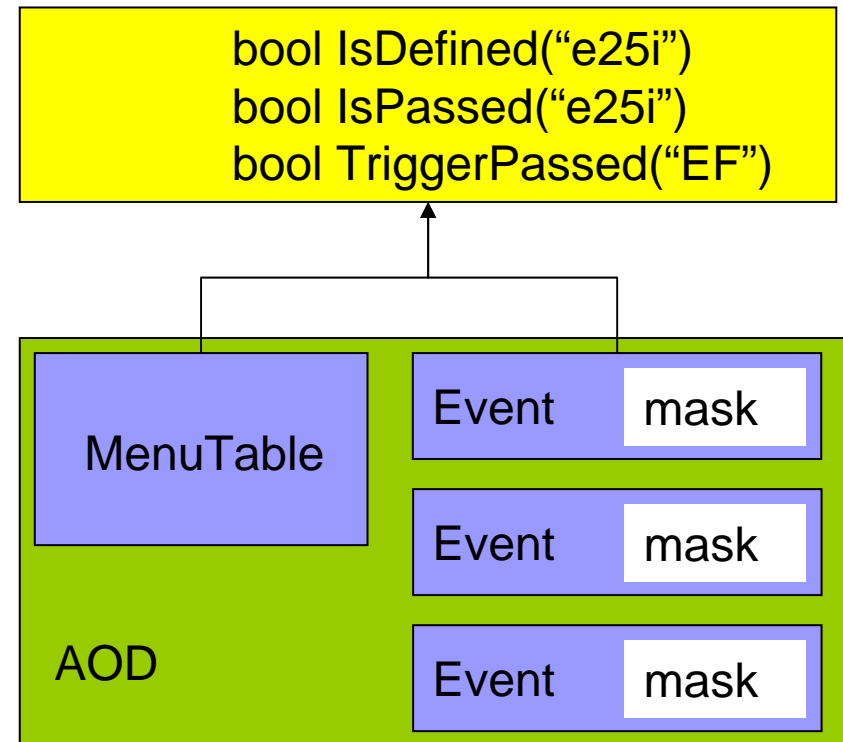 bool IsDefined(“e25i”)
bool IsPassed(“e25i”)
bool TriggerPassed(“EF”)
MenuTable
Event mask
Event mask
AOD
Event mask